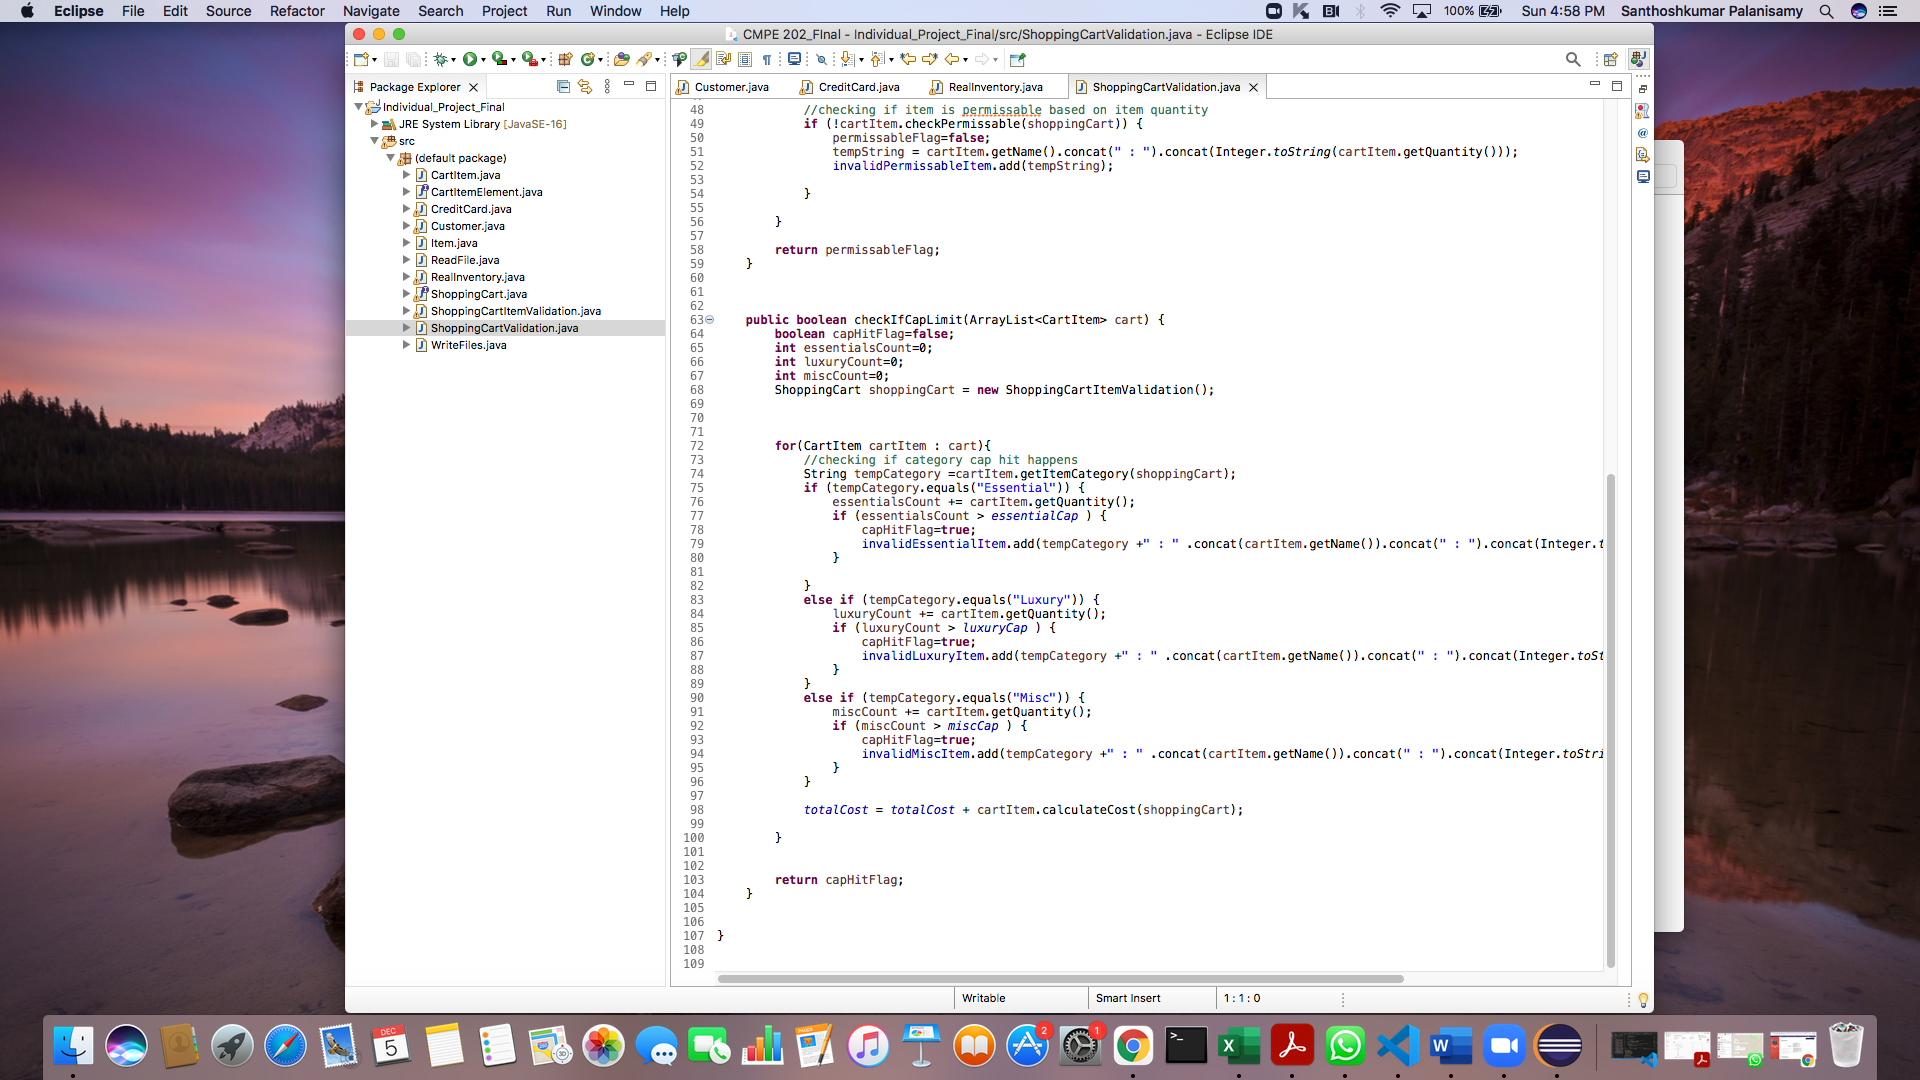 Eclipse File Edit Source Refactor Navigate Search Project Run Window Help 100% Sun 4:58 PM Santhoshkumar Palanisamy
CMPE 202_FInal - Individual_Project_Final/src/ShoppingCartValidation.java - Eclipse IDE
Package Explorer
Customer.java CreditCard.java RealInventory.java ShoppingCartValidation.java
Individual_Project_Final
JRE System Library [JavaSE-16]
src
(default package)
CartItem.java
CartItemElement.java
CreditCard.java
Customer.java
Item.java
ReadFile.java
RealInventory.java
ShoppingCart.java
ShoppingCartItemValidation.java
ShoppingCartValidation.java
WriteFiles.java
48 //checking if item is permissable based on item quantity
49 if (!cartItem.checkPermissable(shoppingCart)) {
50 permissableFlag=false;
51 tempString = cartItem.getName().concat(" : ").concat(Integer.toString(cartItem.getQuantity()));
52 invalidPermissableItem.add(tempString);
53
54 }
55
56 }
57
58 return permissableFlag;
59 }
60
61
62
63 public boolean checkIfCapLimit(ArrayList<CartItem> cart) {
64 boolean capHitFlag=false;
65 int essentialsCount=0;
66 int luxuryCount=0;
67 int miscCount=0;
68 ShoppingCart shoppingCart = new ShoppingCartItemValidation();
69
70
71
72 for(CartItem cartItem : cart){
73 //checking if category cap hit happens
74 String tempCategory =cartItem.getItemCategory(shoppingCart);
75 if (tempCategory.equals("Essential")) {
76 essentialsCount += cartItem.getQuantity();
77 if (essentialsCount > essentialCap ) {
78 capHitFlag=true;
79 invalidEssentialItem.add(tempCategory +" : " .concat(cartItem.getName()).concat(" : ").concat(Integer.t
80 }
81
82 }
83 else if (tempCategory.equals("Luxury")) {
84 luxuryCount += cartItem.getQuantity();
85 if (luxuryCount > luxuryCap ) {
86 capHitFlag=true;
87 invalidLuxuryItem.add(tempCategory +" : " .concat(cartItem.getName()).concat(" : ").concat(Integer.toSt
88 }
89 }
90 else if (tempCategory.equals("Misc")) {
91 miscCount += cartItem.getQuantity();
92 if (miscCount > miscCap ) {
93 capHitFlag=true;
94 invalidMiscItem.add(tempCategory +" : " .concat(cartItem.getName()).concat(" : ").concat(Integer.toStri
95 }
96 }
97
98 totalCost = totalCost + cartItem.calculateCost(shoppingCart);
99
100 }
101
102
103 return capHitFlag;
104 }
105
106
107 }
108
109
Writable Smart Insert 1 : 1 : 0
DEC
5
2
1